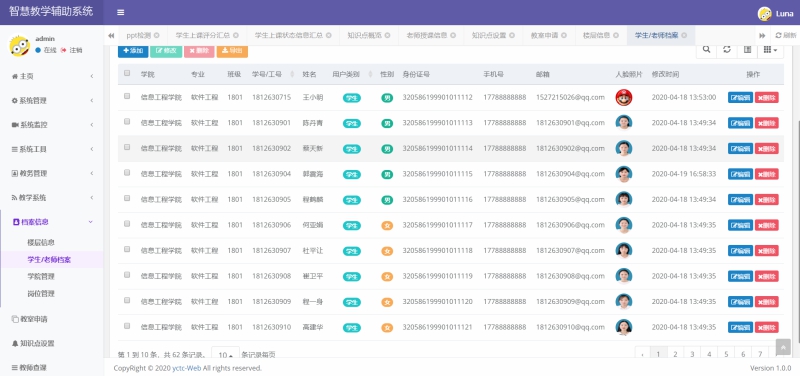 智慧教学辅助系统
Luna
ppt检测
学生上课评分汇总
学生上课状态信息汇总
知识点概览
老师授课信息
知识点设置
教室申请
楼层信息
学生/老师档案
刷新
admin
在线 注销
主页
系统管理
系统监控
系统工具
教务管理
教学系统
档案信息
楼层信息
学生/老师档案
学院管理
岗位管理
教室申请
知识点设置
教师查课
添加 修改 删除 导出
学院 专业 班级 学号/工号 姓名 用户类别 性别 身份证号 手机号 邮箱 人脸照片 修改时间 操作
信息工程学院 软件工程 1801 1812630715 王小明 学生 男 320586199901011112 17788888888 1527215026@qq.com 2020-04-18 13:53:00 编辑 删除
信息工程学院 软件工程 1801 1812630901 陈丹青 学生 男 320586199901011113 17788888888 1812630901@qq.com 2020-04-18 13:49:34 编辑 删除
信息工程学院 软件工程 1801 1812630902 学生 男 320586199901011114 17788888888 1812630902@qq.com 2020-04-18 13:49:34 编辑 删除
信息工程学院 软件工程 1801 1812630904 郭震海 学生 男 320586199901011115 17788888888 1812630904@qq.com 2020-04-19 16:58:33 编辑 删除
信息工程学院 软件工程 1801 1812630905 程麒麟 学生 男 320586199901011116 17788888888 1812630905@qq.com 2020-04-18 13:49:34 编辑 删除
信息工程学院 软件工程 1801 1812630906 何亚娟 学生 女 320586199901011117 17788888888 1812630906@qq.com 2020-04-18 13:49:35 编辑 删除
信息工程学院 软件工程 1801 1812630907 学生 女 320586199901011118 17788888888 1812630907@qq.com 2020-04-18 13:49:35 编辑 删除
信息工程学院 软件工程 1801 1812630908 崔卫平 学生 女 320586199901011119 17788888888 1812630908@qq.com 2020-04-18 13:49:35 编辑 删除
信息工程学院 软件工程 1801 1812630909 程一身 学生 女 320586199901011120 17788888888 1812630909@qq.com 2020-04-18 13:49:35 编辑 删除
信息工程学院 软件工程 1801 1812630910 高建华 学生 女 320586199901011121 17788888888 1812630910@qq.com 2020-04-18 13:49:35 编辑 删除
第 1 到 10 条，共 62 条记录。 10 条记录每页
‹ 1 2 3 4 5 6 7
CopyRight © 2020 yctc-Web All rights reserved.
Version 1.0.0